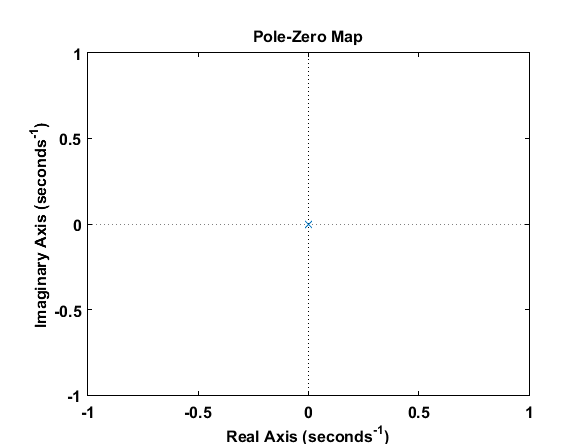 Pole-Zero Map
1
0.5
0
-0.5
-1
Imaginary Axis (seconds⁻¹)
-1 -0.5 0 0.5 1
Real Axis (seconds⁻¹)